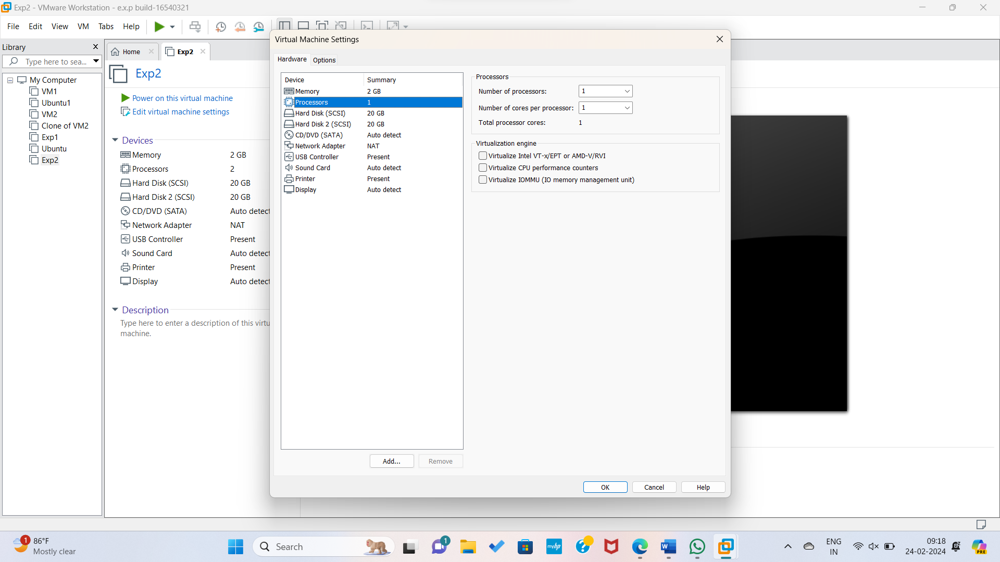 Exp2 - VMware Workstation - e.x.p build-16540321
File Edit View VM Tabs Help
Library
Type here to sea...
My Computer
VM1
Ubuntu1
VM2
Clone of VM2
Exp1
Ubuntu
Exp2
Home
Exp2
Exp2
Power on this virtual machine
Edit virtual machine settings
Devices
Memory 2 GB
Processors 2
Hard Disk (SCSI) 20 GB
Hard Disk 2 (SCSI) 20 GB
CD/DVD (SATA) Auto detect
Network Adapter NAT
USB Controller Present
Sound Card Auto detect
Printer Present
Display Auto detect
Description
Type here to enter a description of this virtu
machine.
Virtual Machine Settings
Hardware Options
Device Summary
Memory 2 GB
Processors 1
Hard Disk (SCSI) 20 GB
Hard Disk 2 (SCSI) 20 GB
CD/DVD (SATA) Auto detect
Network Adapter NAT
USB Controller Present
Sound Card Auto detect
Printer Present
Display Auto detect
Add... Remove
Processors
Number of processors: 1
Number of cores per processor: 1
Total processor cores: 1
Virtualization engine
Virtualize Intel VT-x/EPT or AMD-V/RVI
Virtualize CPU performance counters
Virtualize IOMMU (IO memory management unit)
OK Cancel Help
1
86°F
Mostly clear
Search
1
myhp
W
ENG
IN
09:18
24-02-2024
PRE